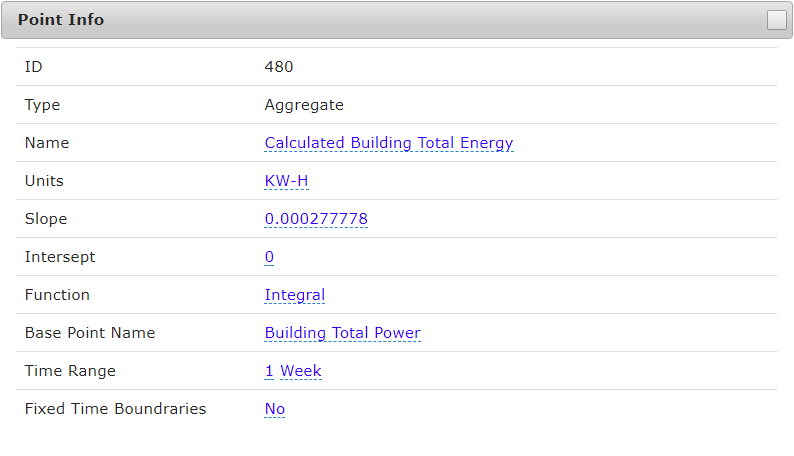 Point Info
ID 480
Type Aggregate
Name Calculated Building Total Energy
Units KW-H
Slope 0.000277778
Intersept 0
Function Integral
Base Point Name Building Total Power
Time Range 1 Week
Fixed Time Boundraries No